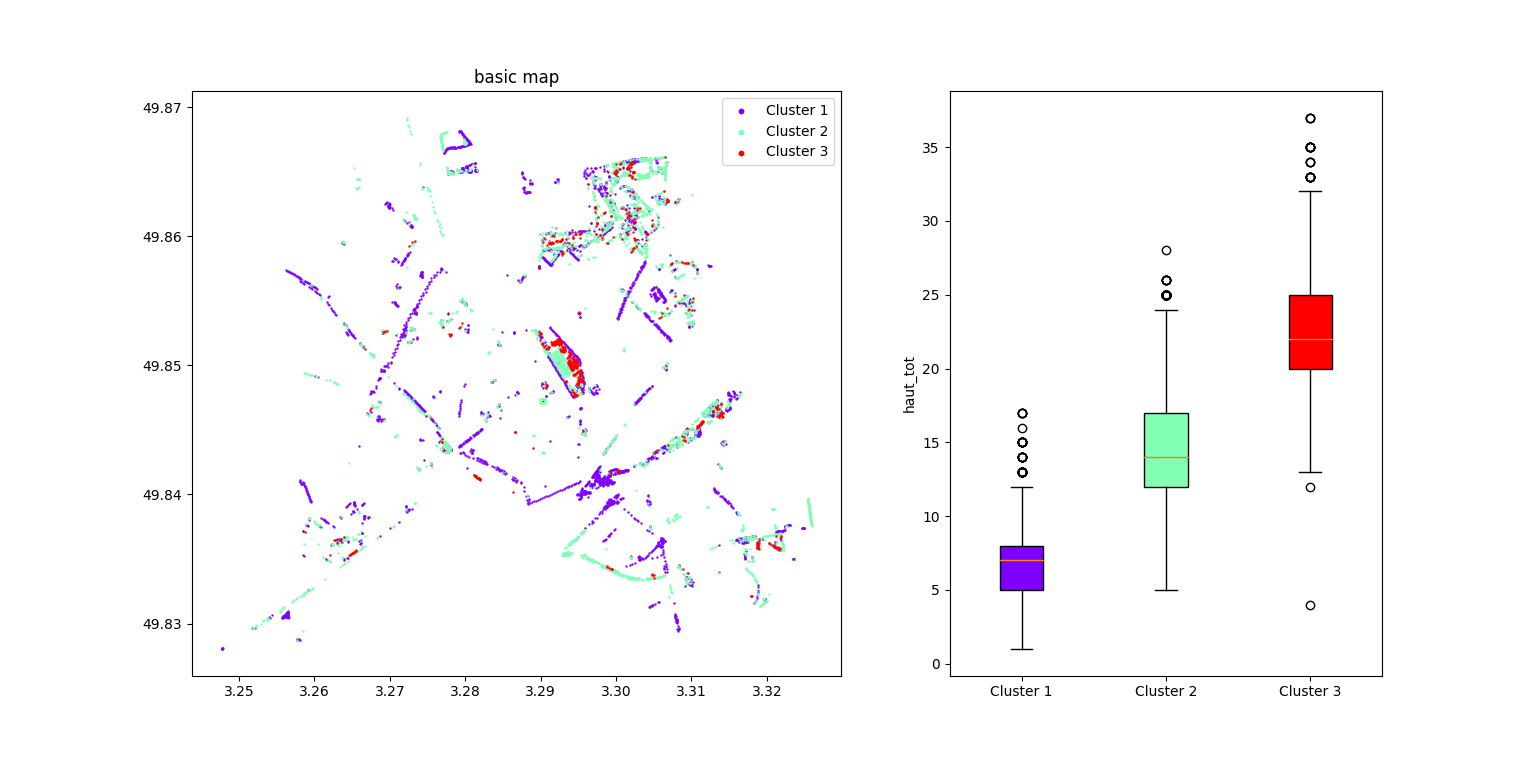 basic map
Cluster 1
Cluster 2
Cluster 3
49.87
49.86
49.85
49.84
49.83
3.25 3.26 3.27 3.28 3.29 3.30 3.31 3.32
haut_tot
35
30
25
20
15
10
5
0
Cluster 1 Cluster 2 Cluster 3